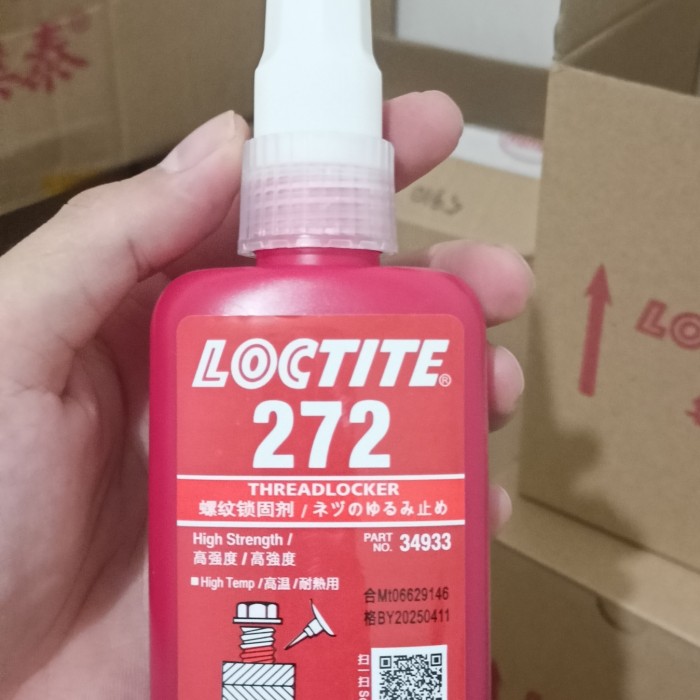 LOCTITE®
272
THREADLOCKER
螺纹锁固剂 / ネヅのゆるみ止め
High Strength /
高强度 / 高強度
PART NO. 34933
■ High Temp /高温 /耐熱用
合Mt06629146
格BY20250411
扫一扫
0163
LO
泰